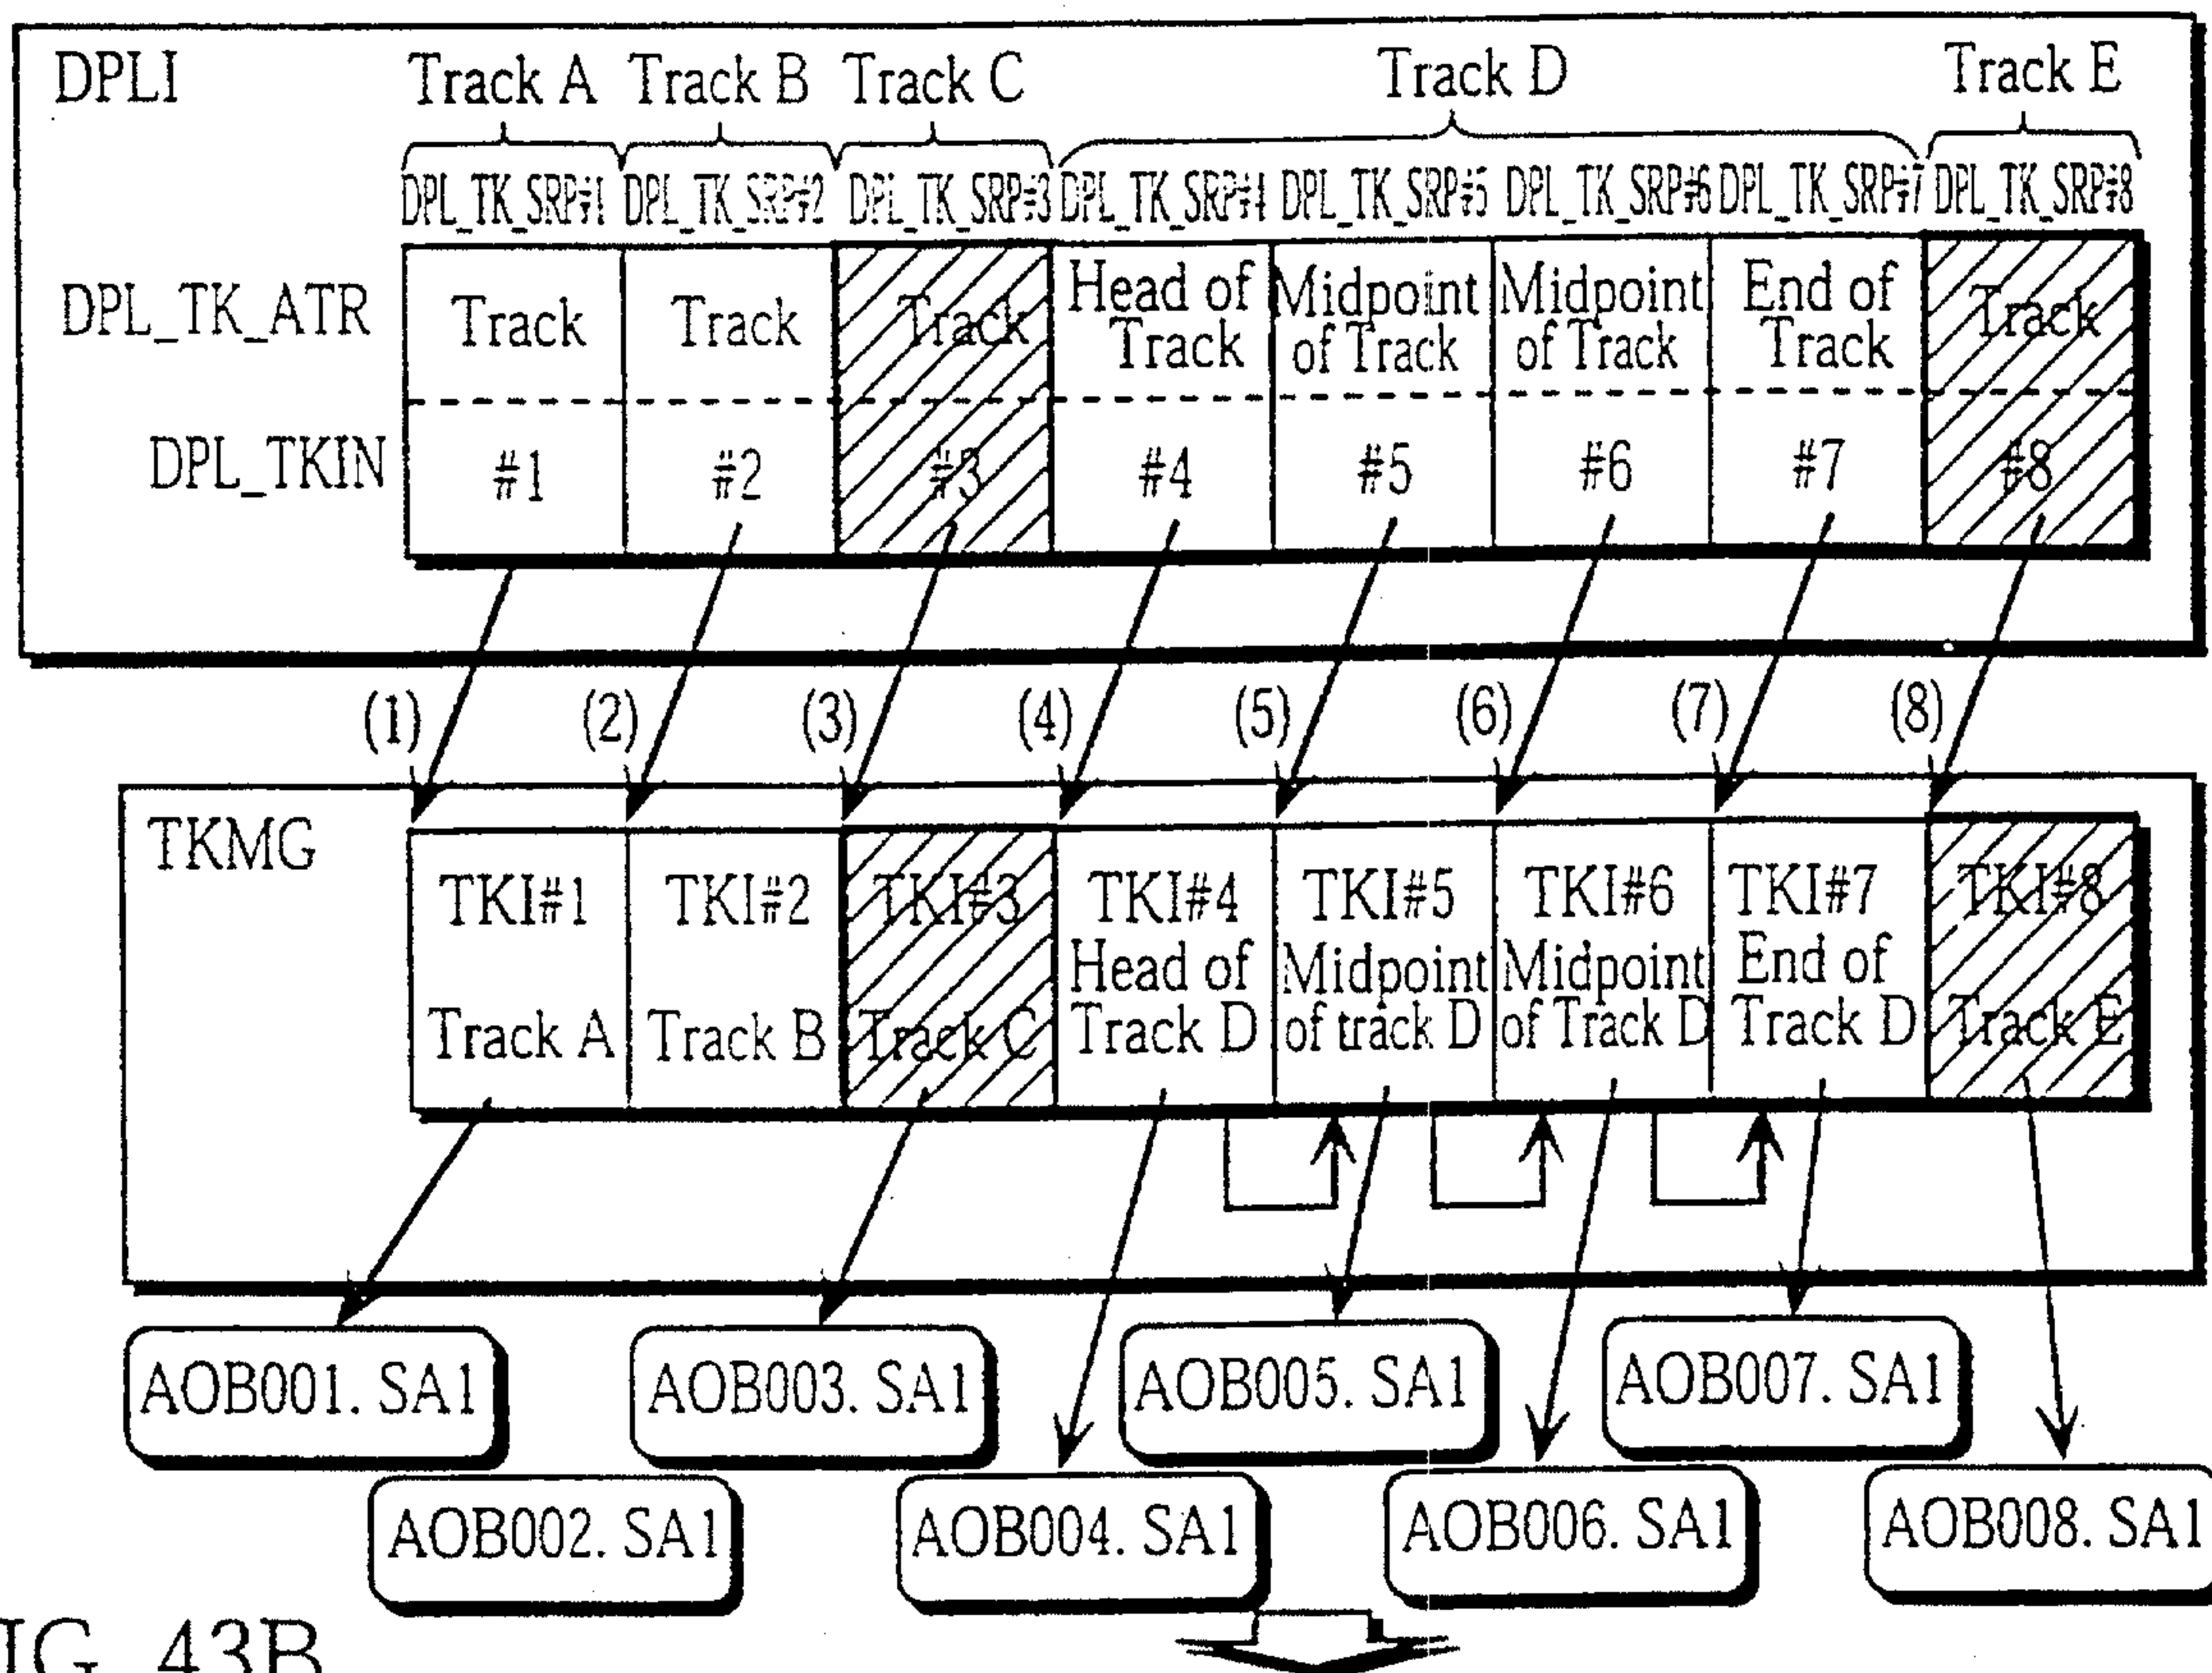 DPLI
Track A Track B Track C Track D Track E
DPL_TK_SRP#1 DPL_TK_SRP#2 DPL_TK_SRP#3 DPL_TK_SRP#4 DPL_TK_SRP#5 DPL_TK_SRP#6 DPL_TK_SRP#7 DPL_TK_SRP#8
DPL_TK_ATR
Track
Track
Track
Head of
Track
Midpoint
of Track
Midpoint
of Track
End of
Track
Track
DPL_TKIN #1 #2 #3 #4 #5 #6 #7 #8
(1) (2) (3) (4) (5) (6) (7) (8)
TKMG
TKI#1
Track A
TKI#2
Track B
TKI#3
Track C
TKI#4
Head of
Track D
TKI#5
Midpoint
of track D
TKI#6
Midpoint
of Track D
TKI#7
End of
Track D
TKI#8
Track E
AOB001. SA1 AOB003. SA1 AOB005. SA1 AOB007. SA1
AOB002. SA1 AOB004. SA1 AOB006. SA1 AOB008. SA1
IG. 43B